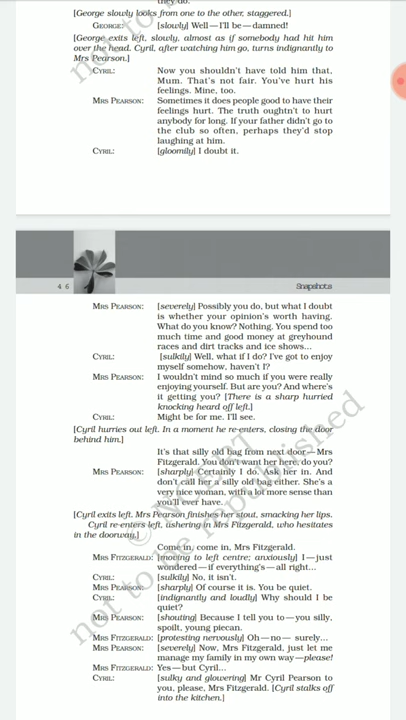 they do.
[George slowly looks from one to the other, staggered.]
GEORGE: [slowly] Well—I'll be—damned!
[George exits left, slowly, almost as if somebody had hit him
over the head. Cyril, after watching him go, turns indignantly to
Mrs Pearson.]
CYRIL: Now you shouldn't have told him that,
Mum. That's not fair. You've hurt his
feelings. Mine, too.
MRS PEARSON: Sometimes it does people good to have their
feelings hurt. The truth oughtn't to hurt
anybody for long. If your father didn't go to
the club so often, perhaps they'd stop
laughing at him.
CYRIL: [gloomily] I doubt it.
46
Snapshots
MRS PEARSON: [severely] Possibly you do, but what I doubt
is whether your opinion's worth having.
What do you know? Nothing. You spend too
much time and good money at greyhound
races and dirt tracks and ice shows...
CYRIL: [sulkily] Well, what if I do? I've got to enjoy
myself somehow, haven't I?
MRS PEARSON: I wouldn't mind so much if you were really
enjoying yourself. But are you? And where's
it getting you? [There is a sharp hurried
knocking heard off left.]
CYRIL: Might be for me. I'll see.
[Cyril hurries out left. In a moment he re-enters, closing the door
behind him.]
It's that silly old bag from next door—Mrs
Fitzgerald. You don't want her here, do you?
MRS PEARSON: [sharply] Certainly I do. Ask her in. And
don't call her a silly old bag either. She's a
very nice woman, with a lot more sense than
you'll ever have.
[Cyril exits left. Mrs Pearson finishes her stout, smacking her lips.
Cyril re-enters left, ushering in Mrs Fitzgerald, who hesitates
in the doorway.]
Come in, come in, Mrs Fitzgerald.
MRS FITZGERALD: [moving to left centre; anxiously] I—just
wondered—if everything's—all right...
CYRIL: [sulkily] No, it isn't.
MRS PEARSON: [sharply] Of course it is. You be quiet.
CYRIL: [indignantly and loudly] Why should I be
quiet?
MRS PEARSON: [shouting] Because I tell you to—you silly,
spoilt, young piecan.
MRS FITZGERALD: [protesting nervously] Oh—no— surely...
MRS PEARSON: [severely] Now, Mrs Fitzgerald, just let me
manage my family in my own way—please!
MRS FITZGERALD: Yes—but Cyril...
CYRIL: [sulky and glowering] Mr Cyril Pearson to
you, please, Mrs Fitzgerald. [Cyril stalks off
into the kitchen.]
not to
© NCERT
not to be republished